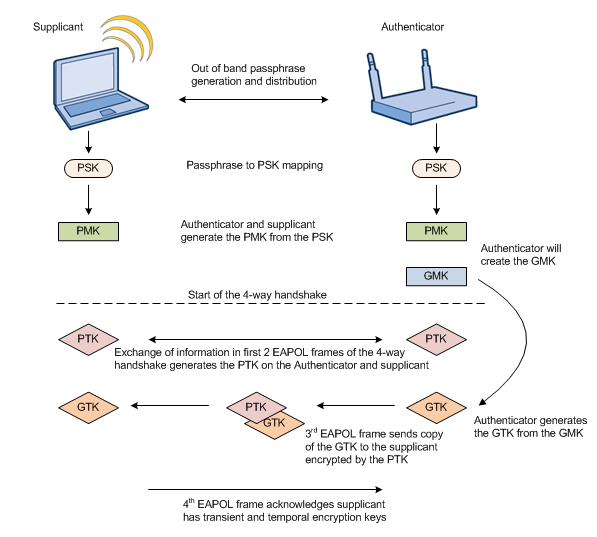 Supplicant
Authenticator
Out of band passphrase
generation and distribution
PSK
Passphrase to PSK mapping
PSK
PMK
Authenticator and supplicant
generate the PMK from the PSK
PMK
Authenticator will
create the GMK
GMK
Start of the 4-way handshake
PTK
PTK
Exchange of information in first 2 EAPOL frames of the 4-way
handshake generates the PTK on the Authenticator and supplicant
GTK
PTK
GTK
GTK
Authenticator generates
the GTK from the GMK
3rd EAPOL frame sends copy
of the GTK to the supplicant
encrypted by the PTK
4th EAPOL frame acknowledges supplicant
has transient and temporal encryption keys